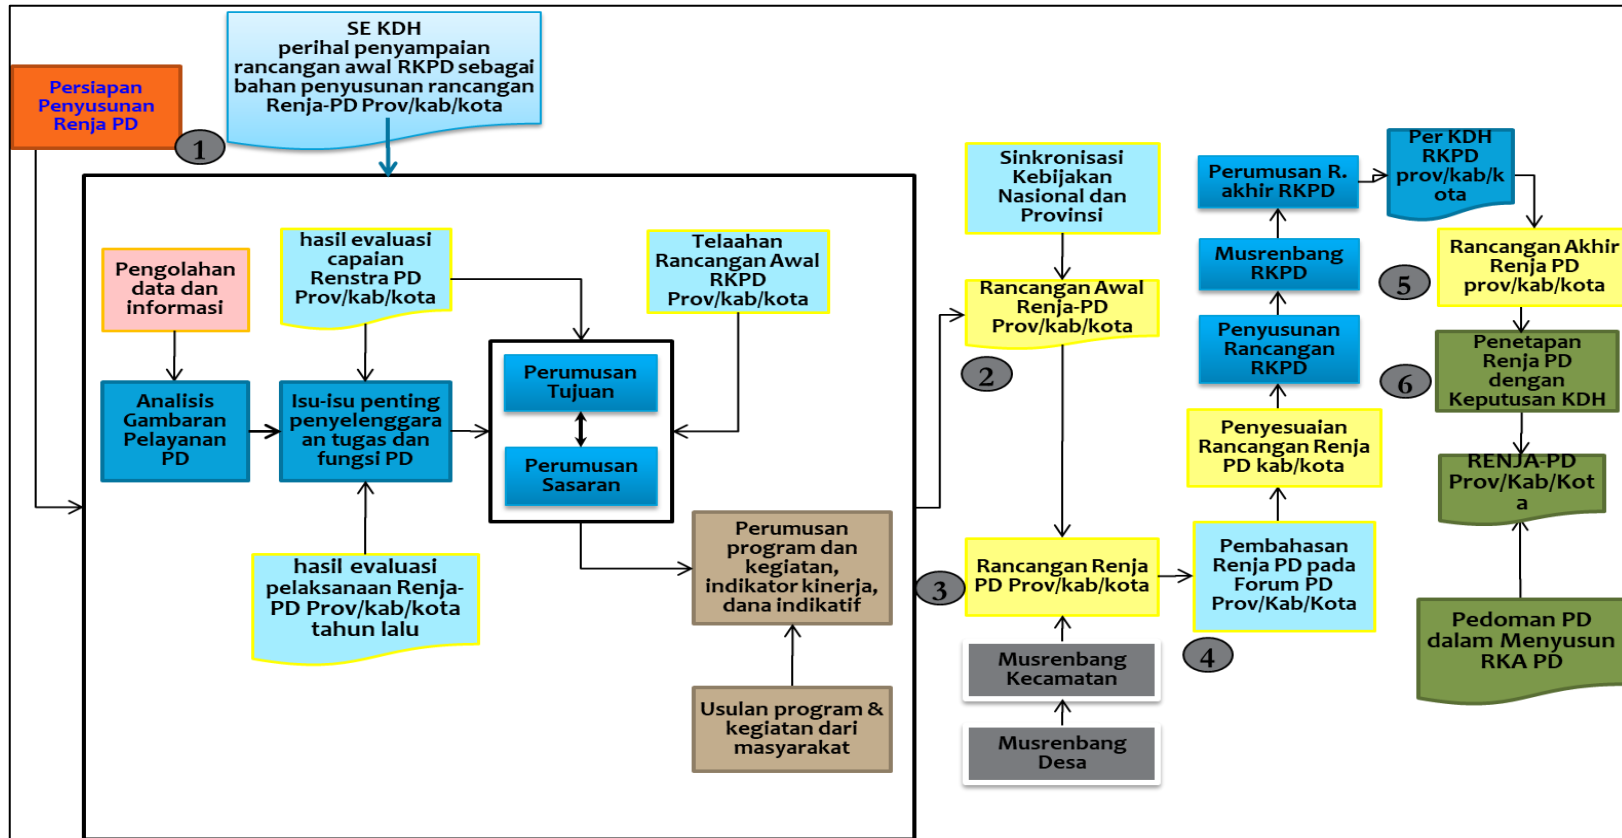 SE KDH
perihal penyampaian
rancangan awal RKPD sebagai
bahan penyusunan rancangan
Renja-PD Prov/kab/kota
Persiapan
Penyusunan
Renja PD
1
Pengolahan
data dan
informasi
hasil evaluasi
capaian
Renstra PD
Prov/kab/kota
Telaahan
Rancangan Awal
RKPD
Prov/kab/kota
Analisis
Gambaran
Pelayanan
PD
Isu-isu penting
penyelenggara
an tugas dan
fungsi PD
Perumusan
Tujuan
Perumusan
Sasaran
hasil evaluasi
pelaksanaan Renja-
PD Prov/kab/kota
tahun lalu
Perumusan
program dan
kegiatan,
indikator kinerja,
dana indikatif
Usulan program &
kegiatan dari
masyarakat
Sinkronisasi
Kebijakan
Nasional dan
Provinsi
Rancangan Awal
Renja-PD
Prov/kab/kota
2
3
Rancangan Renja
PD Prov/kab/kota
Musrenbang
Kecamatan
Musrenbang
Desa
Perumusan R.
akhir RKPD
Musrenbang
RKPD
Penyusunan
Rancangan
RKPD
Penyesuaian
Rancangan Renja
PD kab/kota
Pembahasan
Renja PD pada
Forum PD
Prov/Kab/Kota
4
Per KDH
RKPD
prov/kab/k
ota
5
Rancangan Akhir
Renja PD
prov/kab/kota
6
Penetapan
Renja PD
dengan
Keputusan KDH
RENJA-PD
Prov/Kab/Kot
a
Pedoman PD
dalam Menyusun
RKA PD